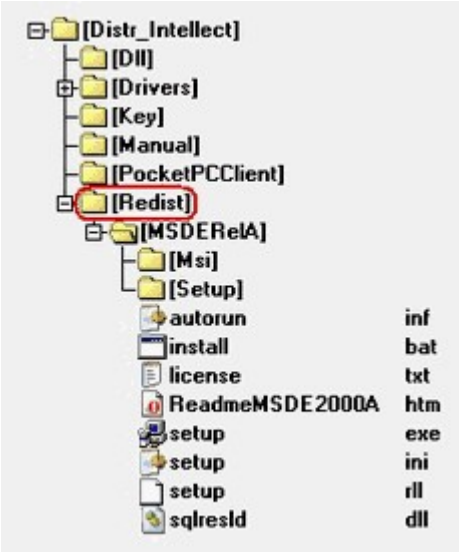 [Distr_Intellect]
[Dll]
[Drivers]
[Key]
[Manual]
[PocketPCClient]
[Redist]
[MSDERelA]
[Msi]
[Setup]
autorun inf
install bat
license txt
ReadmeMSDE2000A htm
setup exe
setup ini
setup rll
sqlresld dll